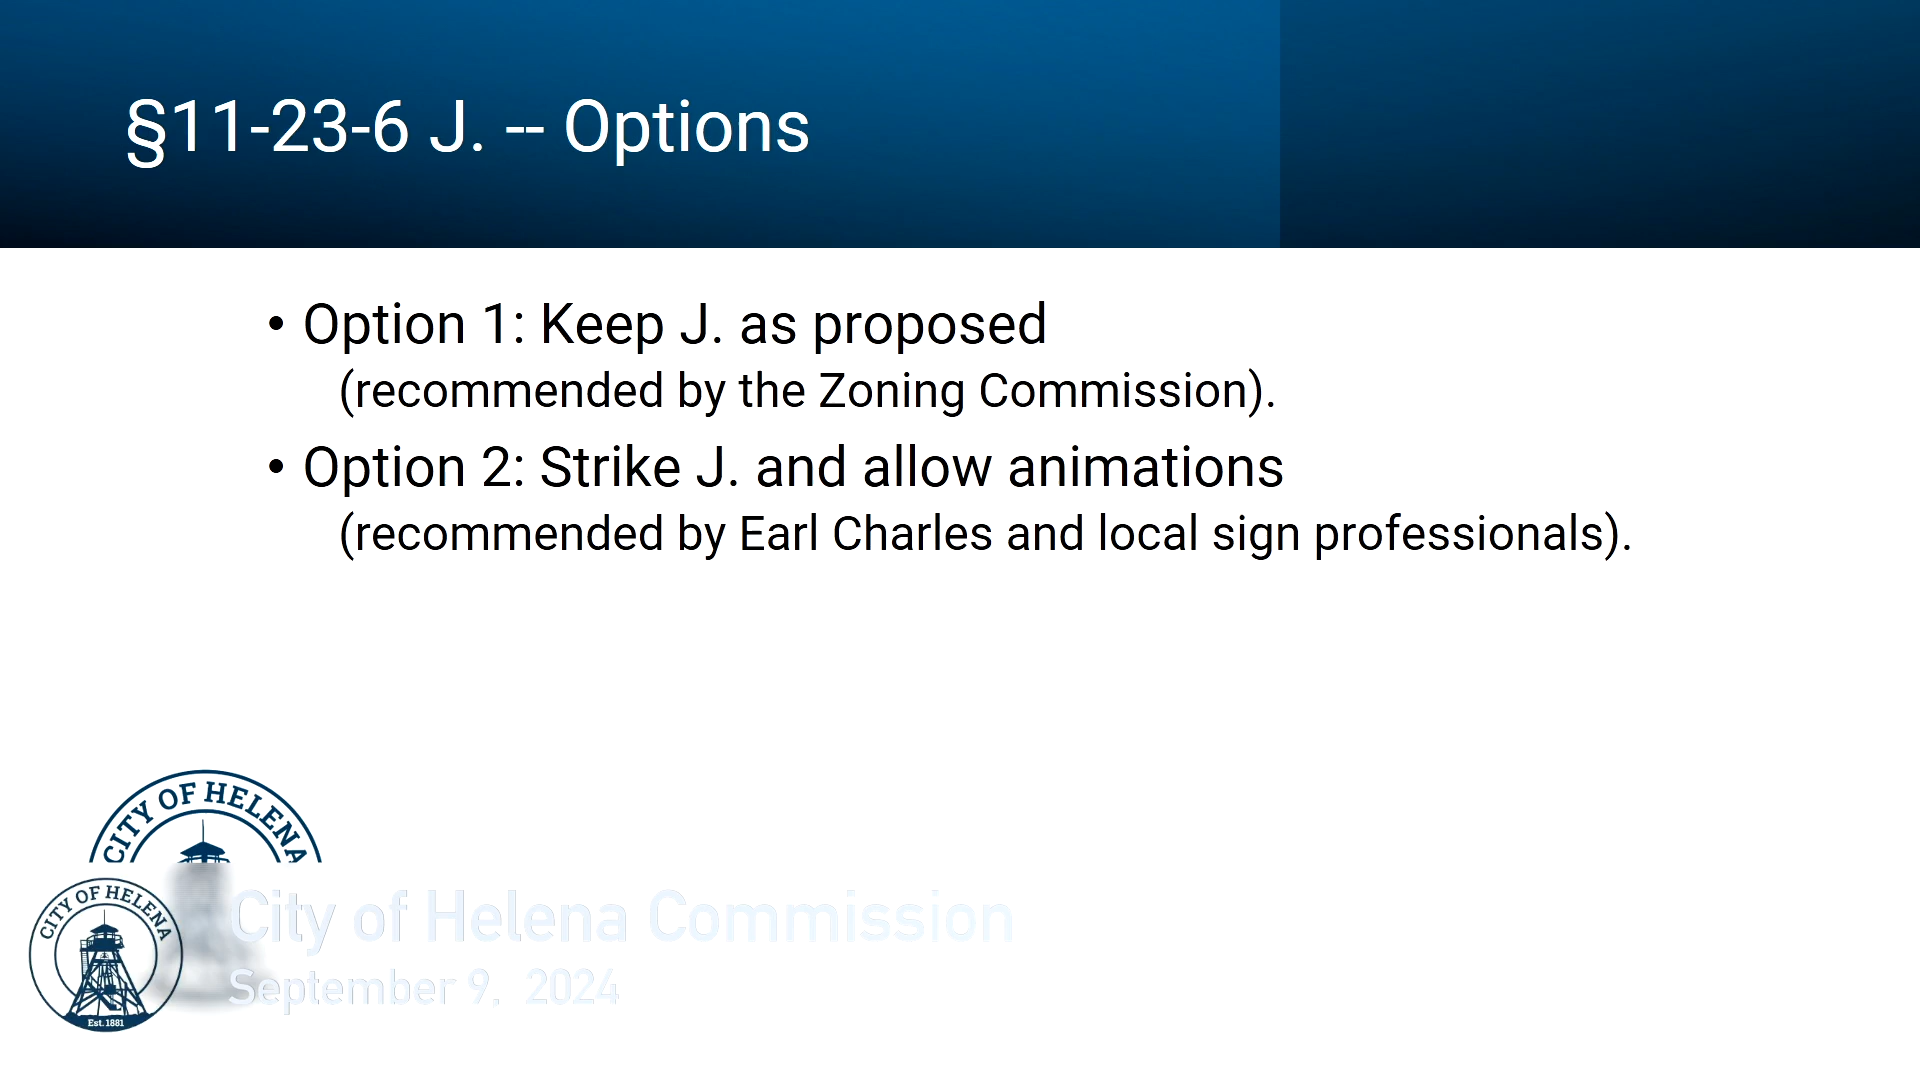 §11-23-6 J. -- Options
• Option 1: Keep J. as proposed
(recommended by the Zoning Commission).
• Option 2: Strike J. and allow animations
(recommended by Earl Charles and local sign professionals).
CITY OF HELENA
CITY OF HELENA
Est. 1881
City of Helena Commission
September 9, 2024